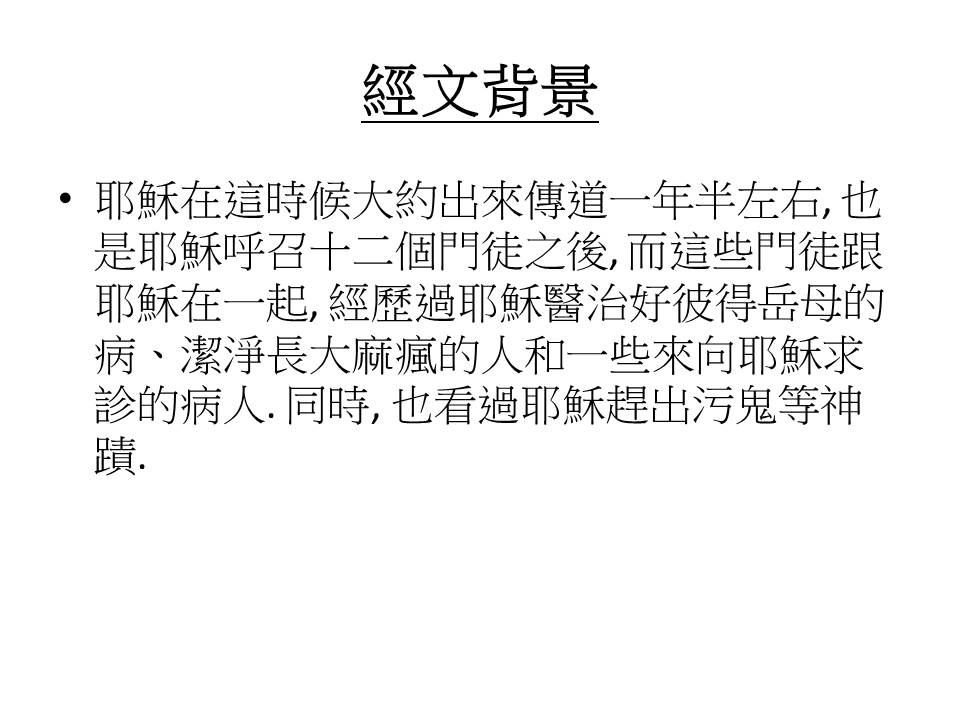 經文背景
• 耶穌在這時候大約出來傳道一年半左右, 也
是耶穌呼召十二個門徒之後, 而這些門徒跟
耶穌在一起, 經歷過耶穌醫治好彼得岳母的
病、潔淨長大痲瘋的人和一些來向耶穌求
診的病人. 同時, 也看過耶穌趕出污鬼等神
蹟.